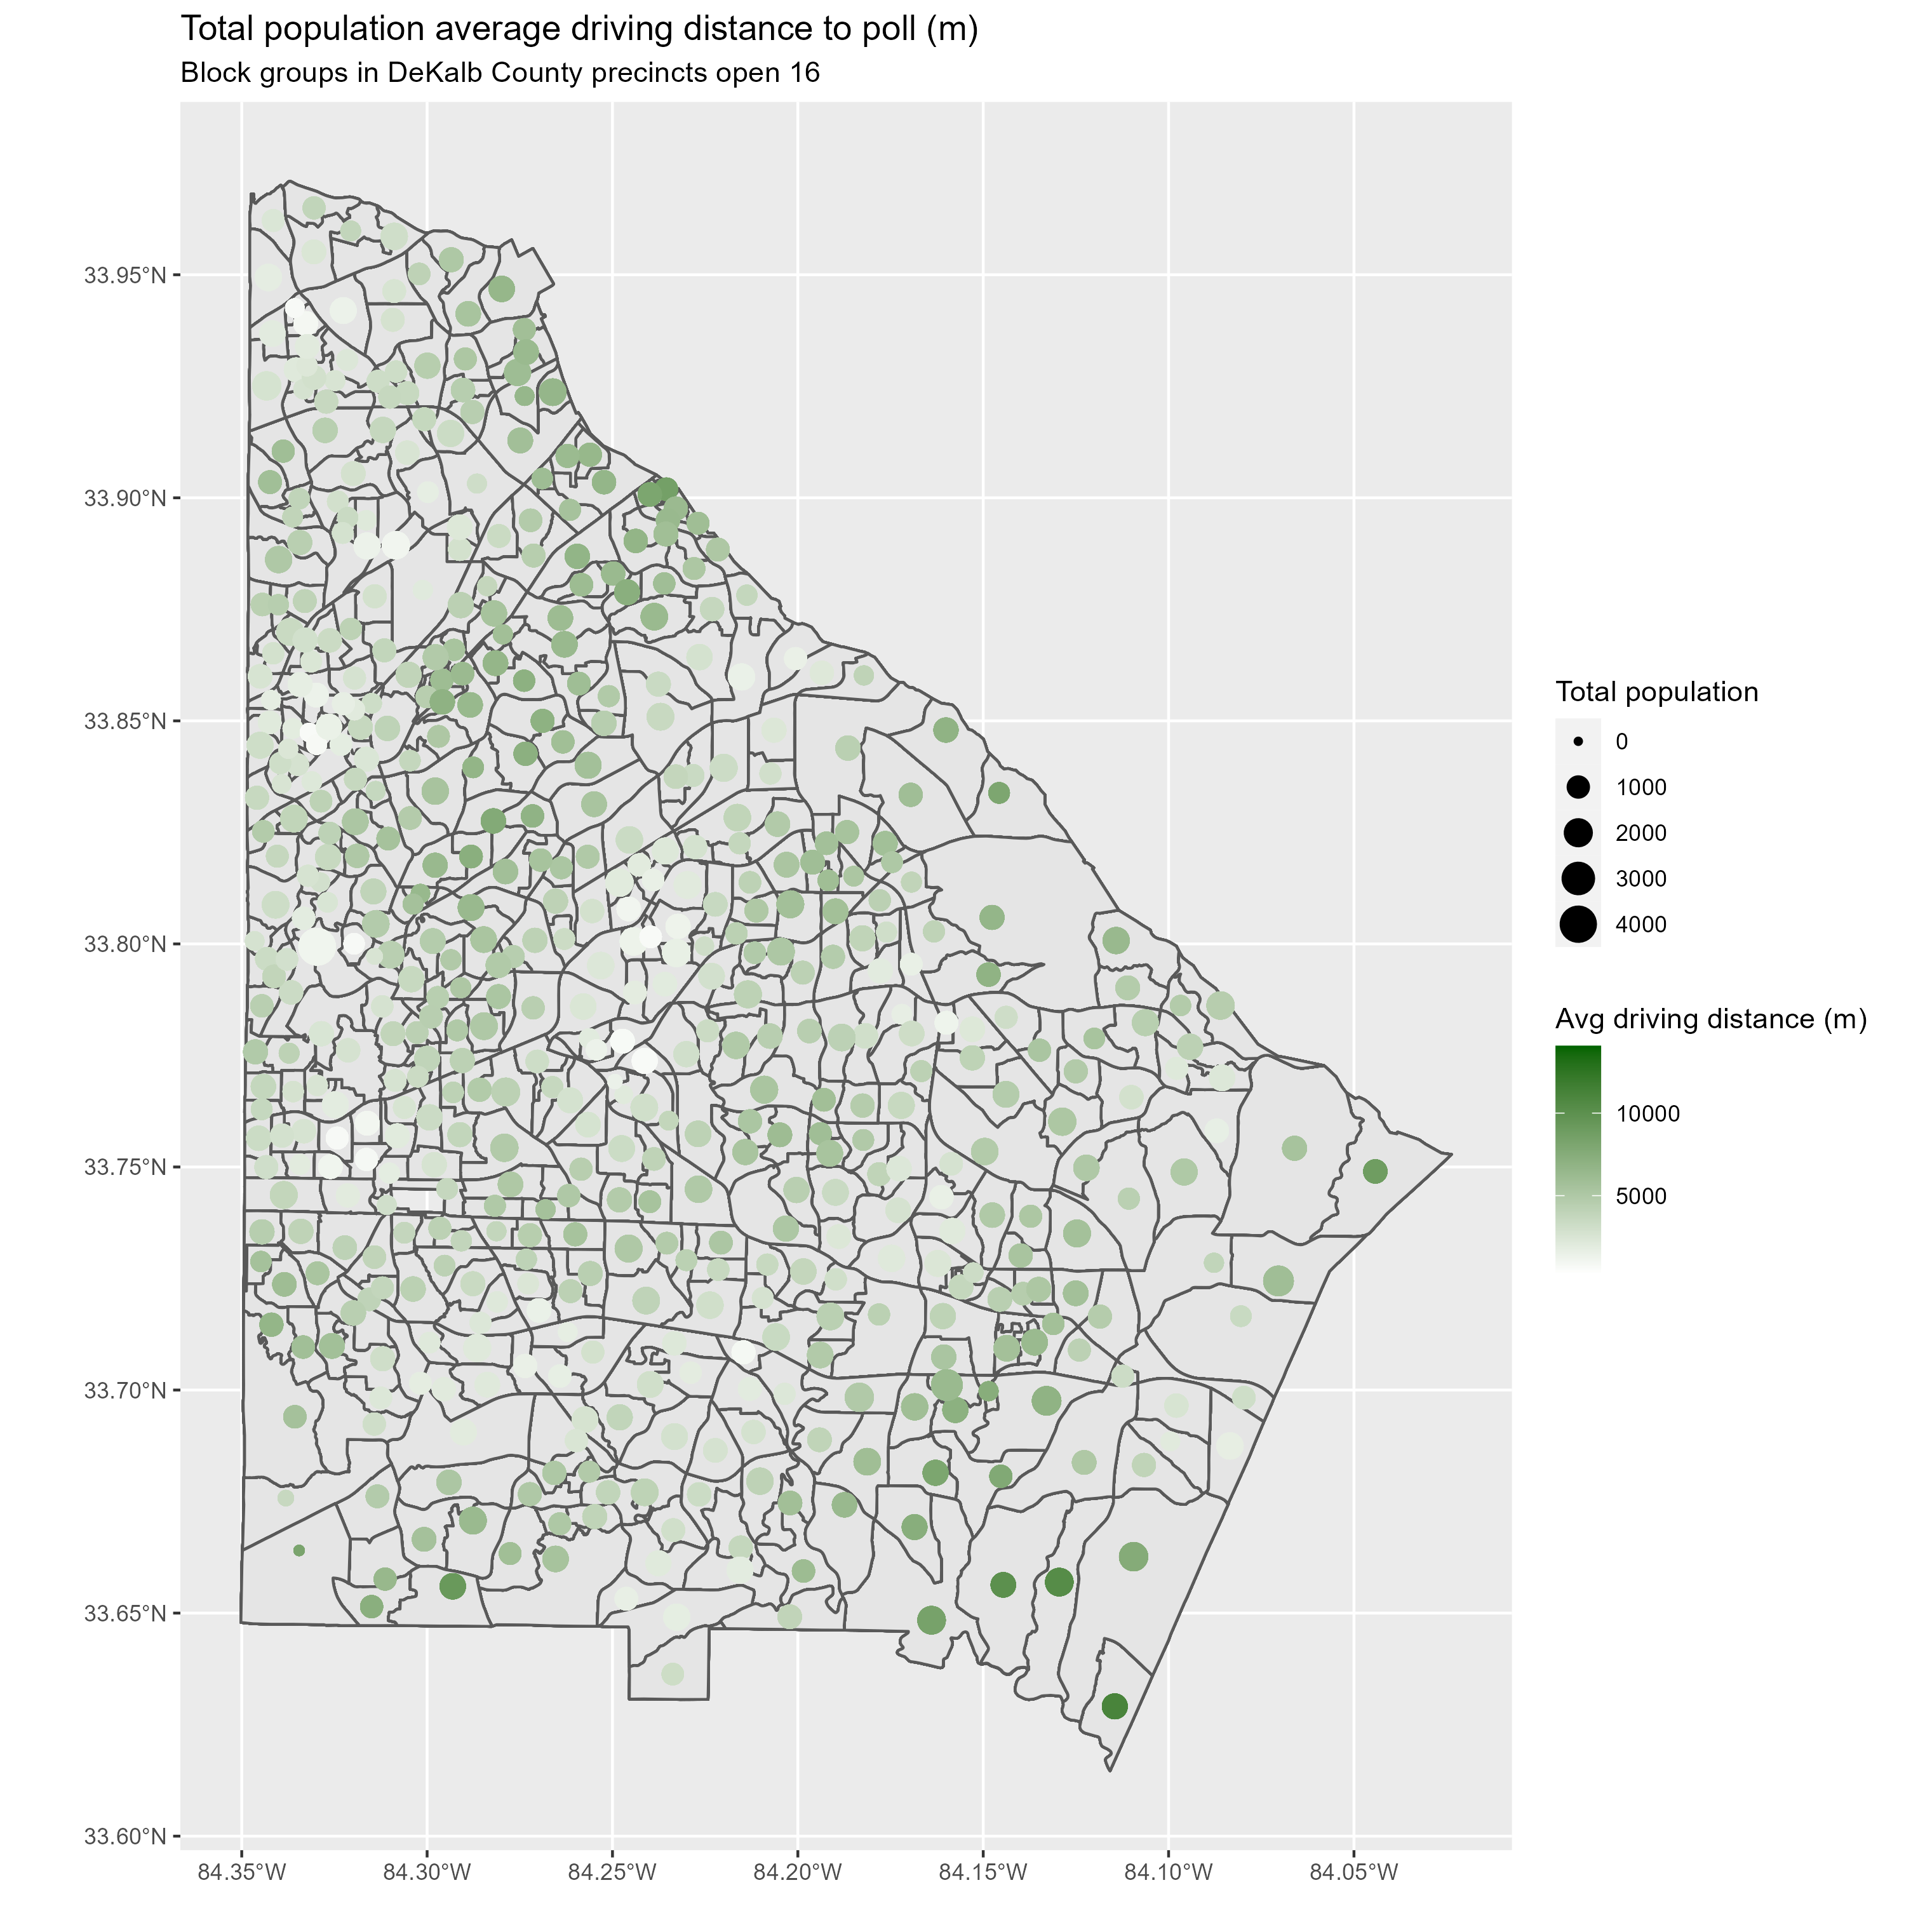 Total population average driving distance to poll (m)
Block groups in DeKalb County precincts open 16
33.95°N
33.90°N
33.85°N
33.80°N
33.75°N
33.70°N
33.65°N
33.60°N
84.35°W
84.30°W
84.25°W
84.20°W
84.15°W
84.10°W
84.05°W
Total population
0
1000
2000
3000
4000
Avg driving distance (m)
10000
5000